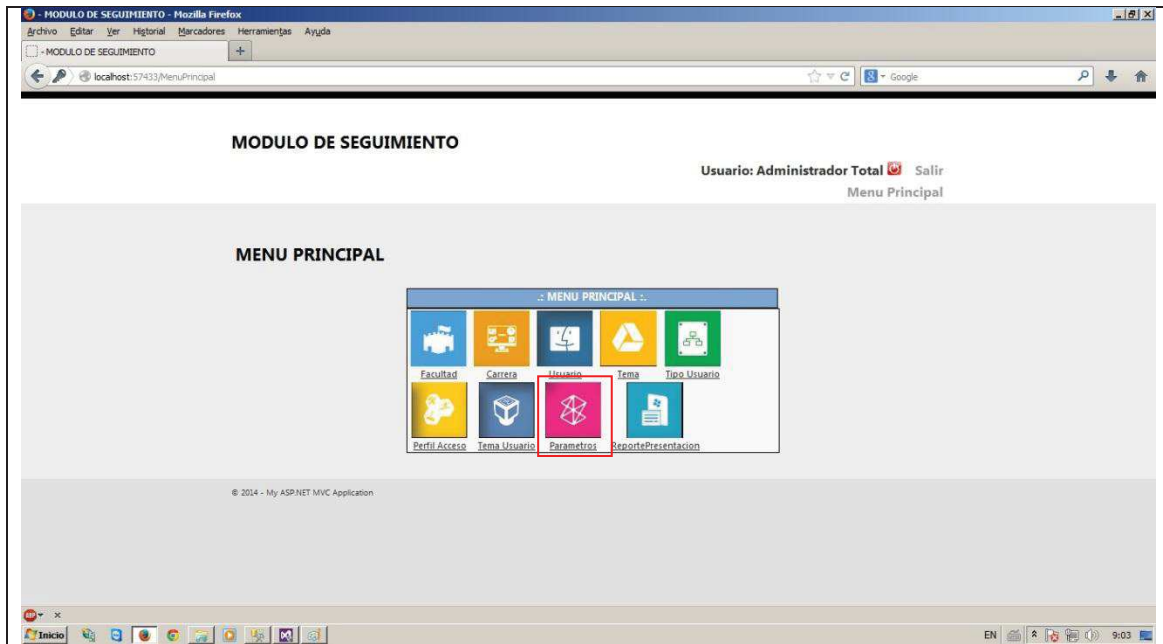 - MODULO DE SEGUIMIENTO - Mozilla Firefox
Archivo Editar Ver Historial Marcadores Herramientas Ayuda
- MODULO DE SEGUIMIENTO
localhost:57433/MenuPrincipal
Google
MODULO DE SEGUIMIENTO
Usuario: Administrador Total Salir
Menu Principal
MENU PRINCIPAL
.: MENU PRINCIPAL :.
Facultad Carrera Usuario Tema Tipo Usuario
Perfil Acceso Tema Usuario Parametros ReportePresentacion
© 2014 - My ASP.NET MVC Application
ABP
Inicio
EN
9:03